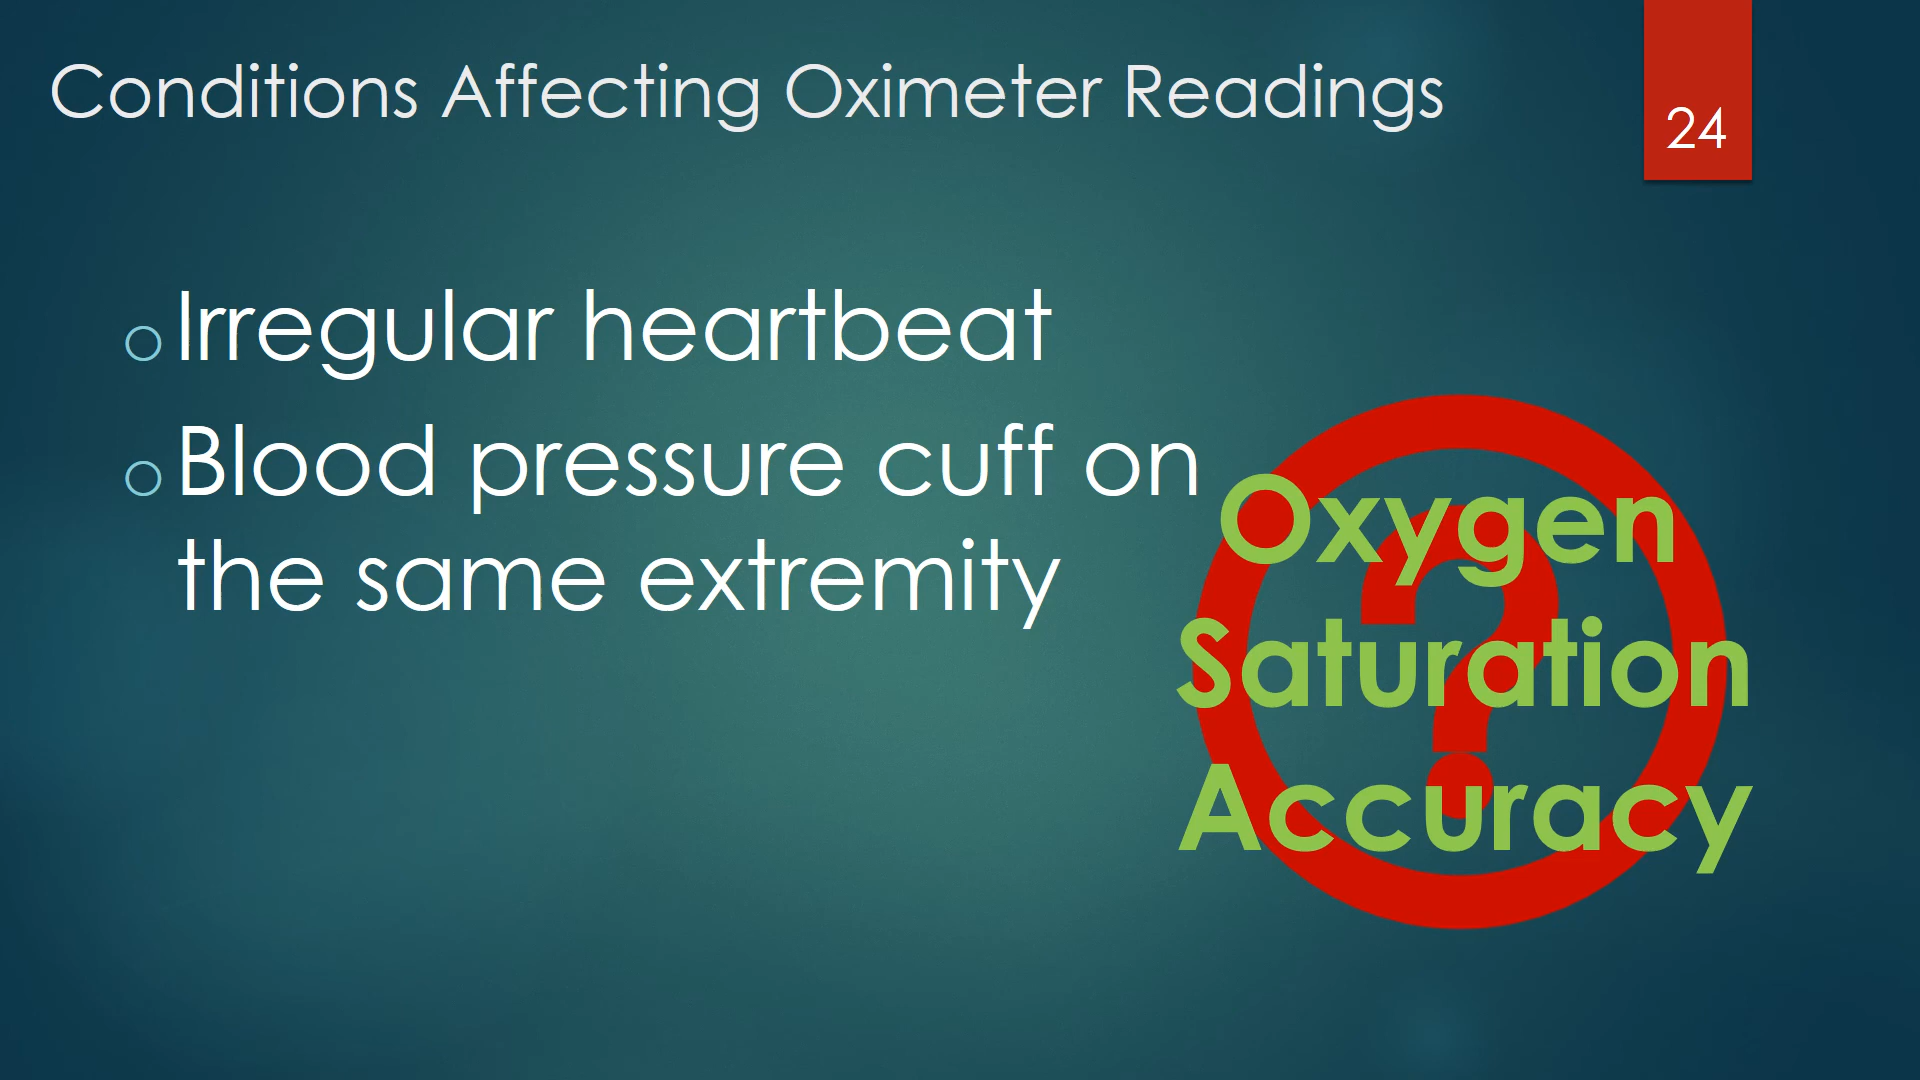 Conditions Affecting Oximeter Readings
24
Irregular heartbeat
Blood pressure cuff on
the same extremity
?
Oxygen
Saturation
Accuracy